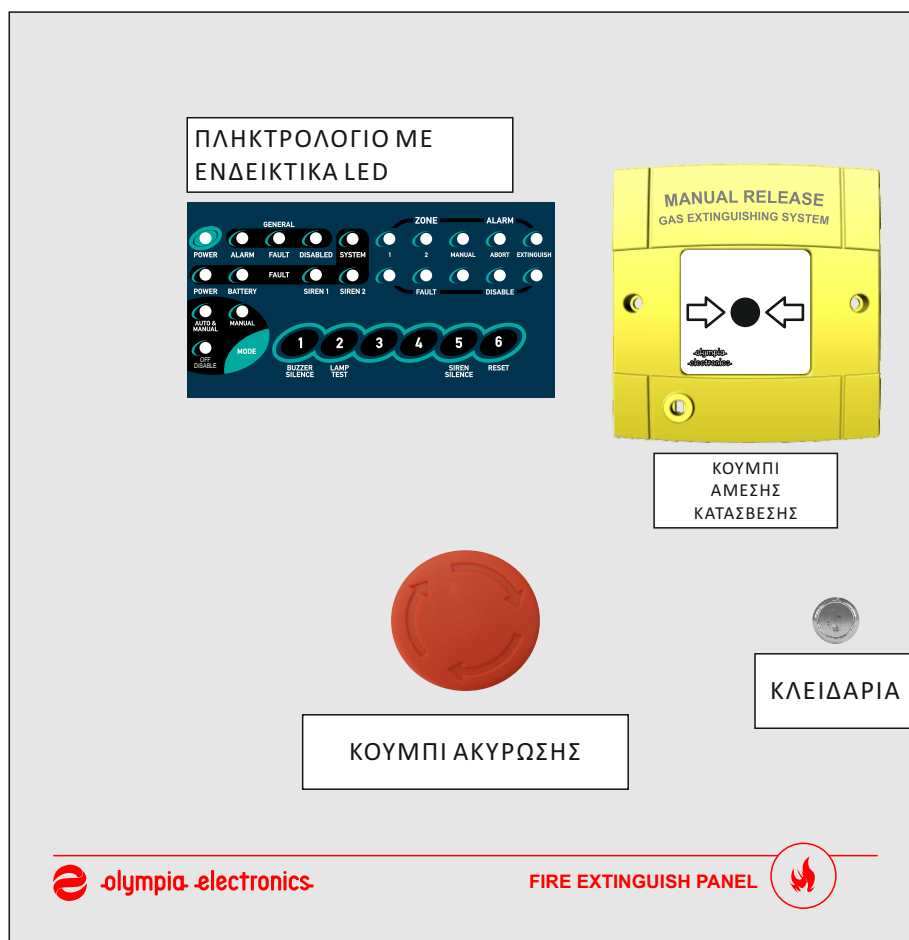 ΠΛΗΚΤΡΟΛΟΓΙΟ ΜΕ
ΕΝΔΕΙΚΤΙΚΑ LED
GENERAL
POWER ALARM FAULT DISABLED SYSTEM
FAULT
POWER BATTERY SIREN 1 SIREN 2
AUTO &
MANUAL
MANUAL
OFF
DISABLE
MODE
ZONE ALARM
1 2 MANUAL ABORT EXTINGUISH
FAULT DISABLE
1 2 3 4 5 6
BUZZER
SILENCE
LAMP
TEST
SIREN
SILENCE
RESET
MANUAL RELEASE
GAS EXTINGUISHING SYSTEM
olympia
electronics
ΚΟΥΜΠΙ
ΑΜΕΣΗΣ
ΚΑΤΑΣΒΕΣΗΣ
ΚΛΕΙΔΑΡΙΑ
ΚΟΥΜΠΙ ΑΚΥΡΩΣΗΣ
olympia electronics
FIRE EXTINGUISH PANEL